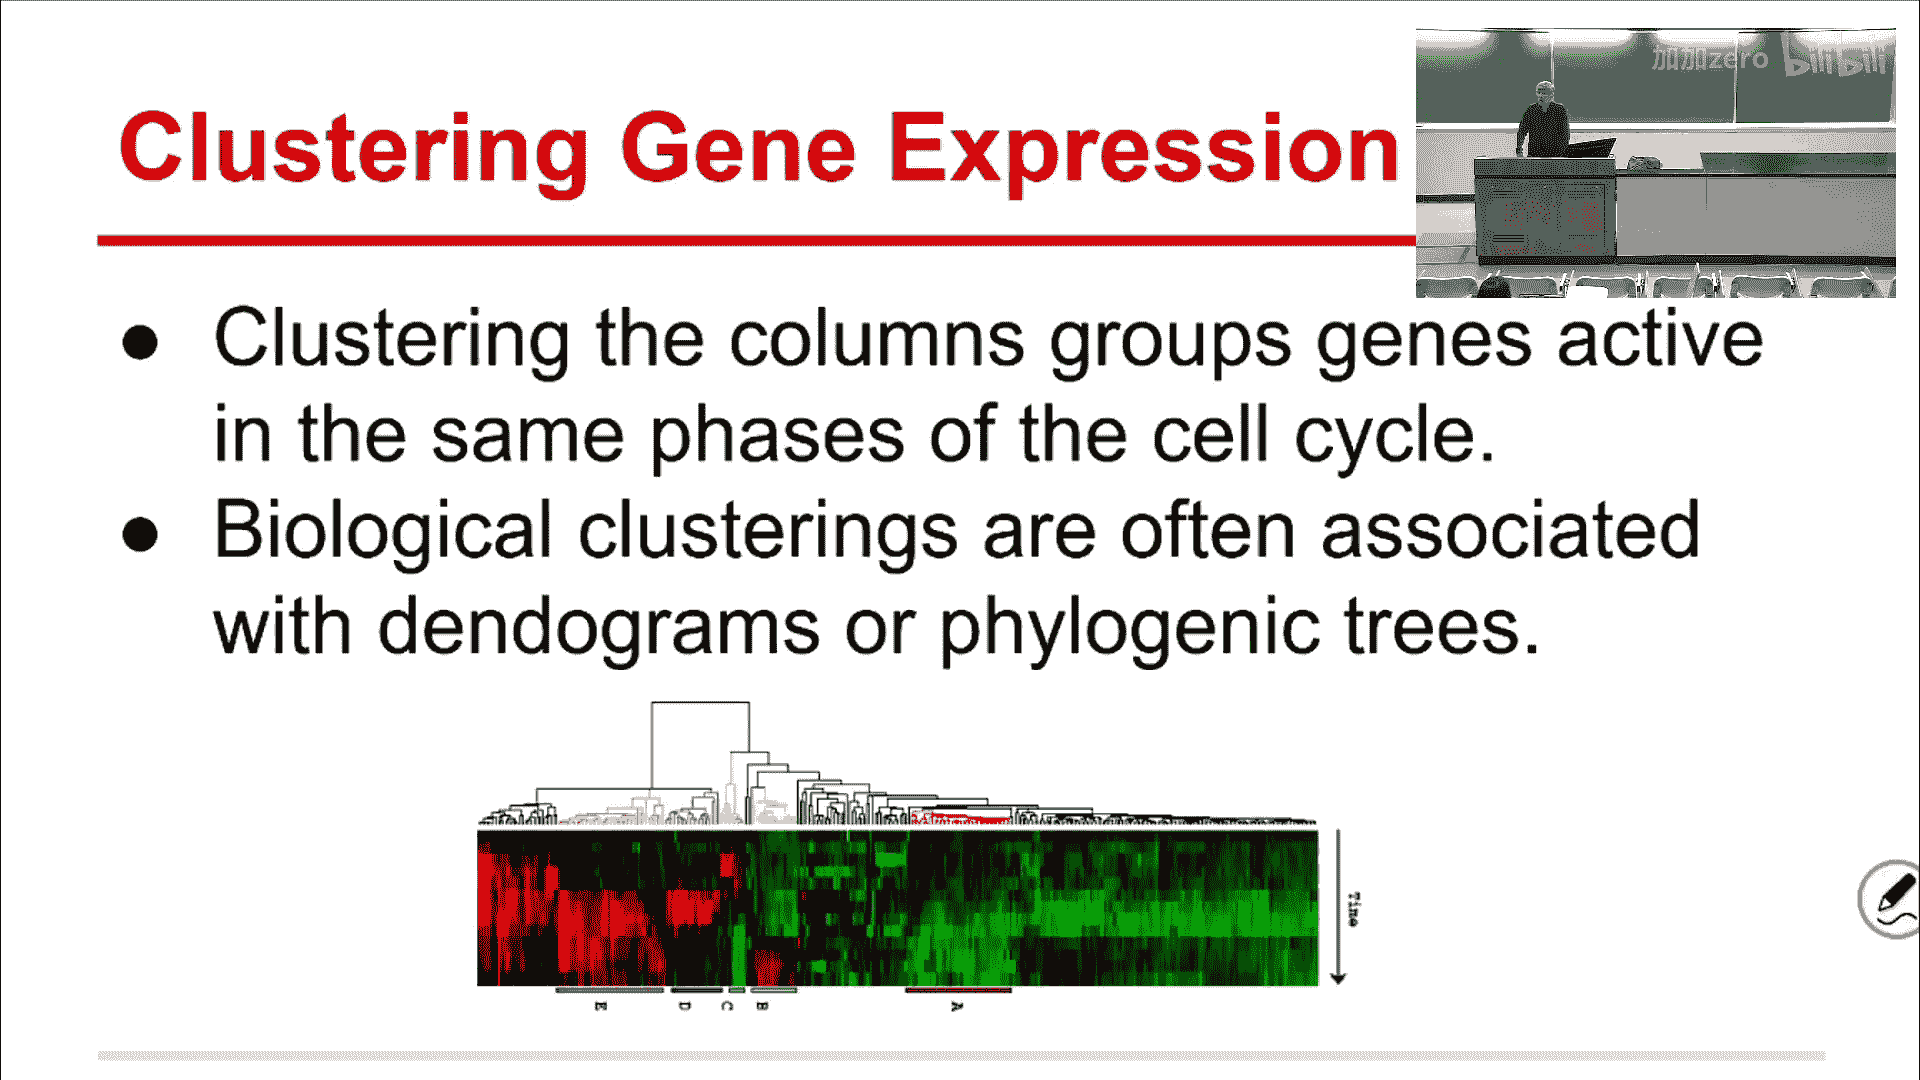 加加zero bilibili
Clustering Gene Expression
● Clustering the columns groups genes active
in the same phases of the cell cycle.
● Biological clusterings are often associated
with dendograms or phylogenic trees.
Time
E D C B A